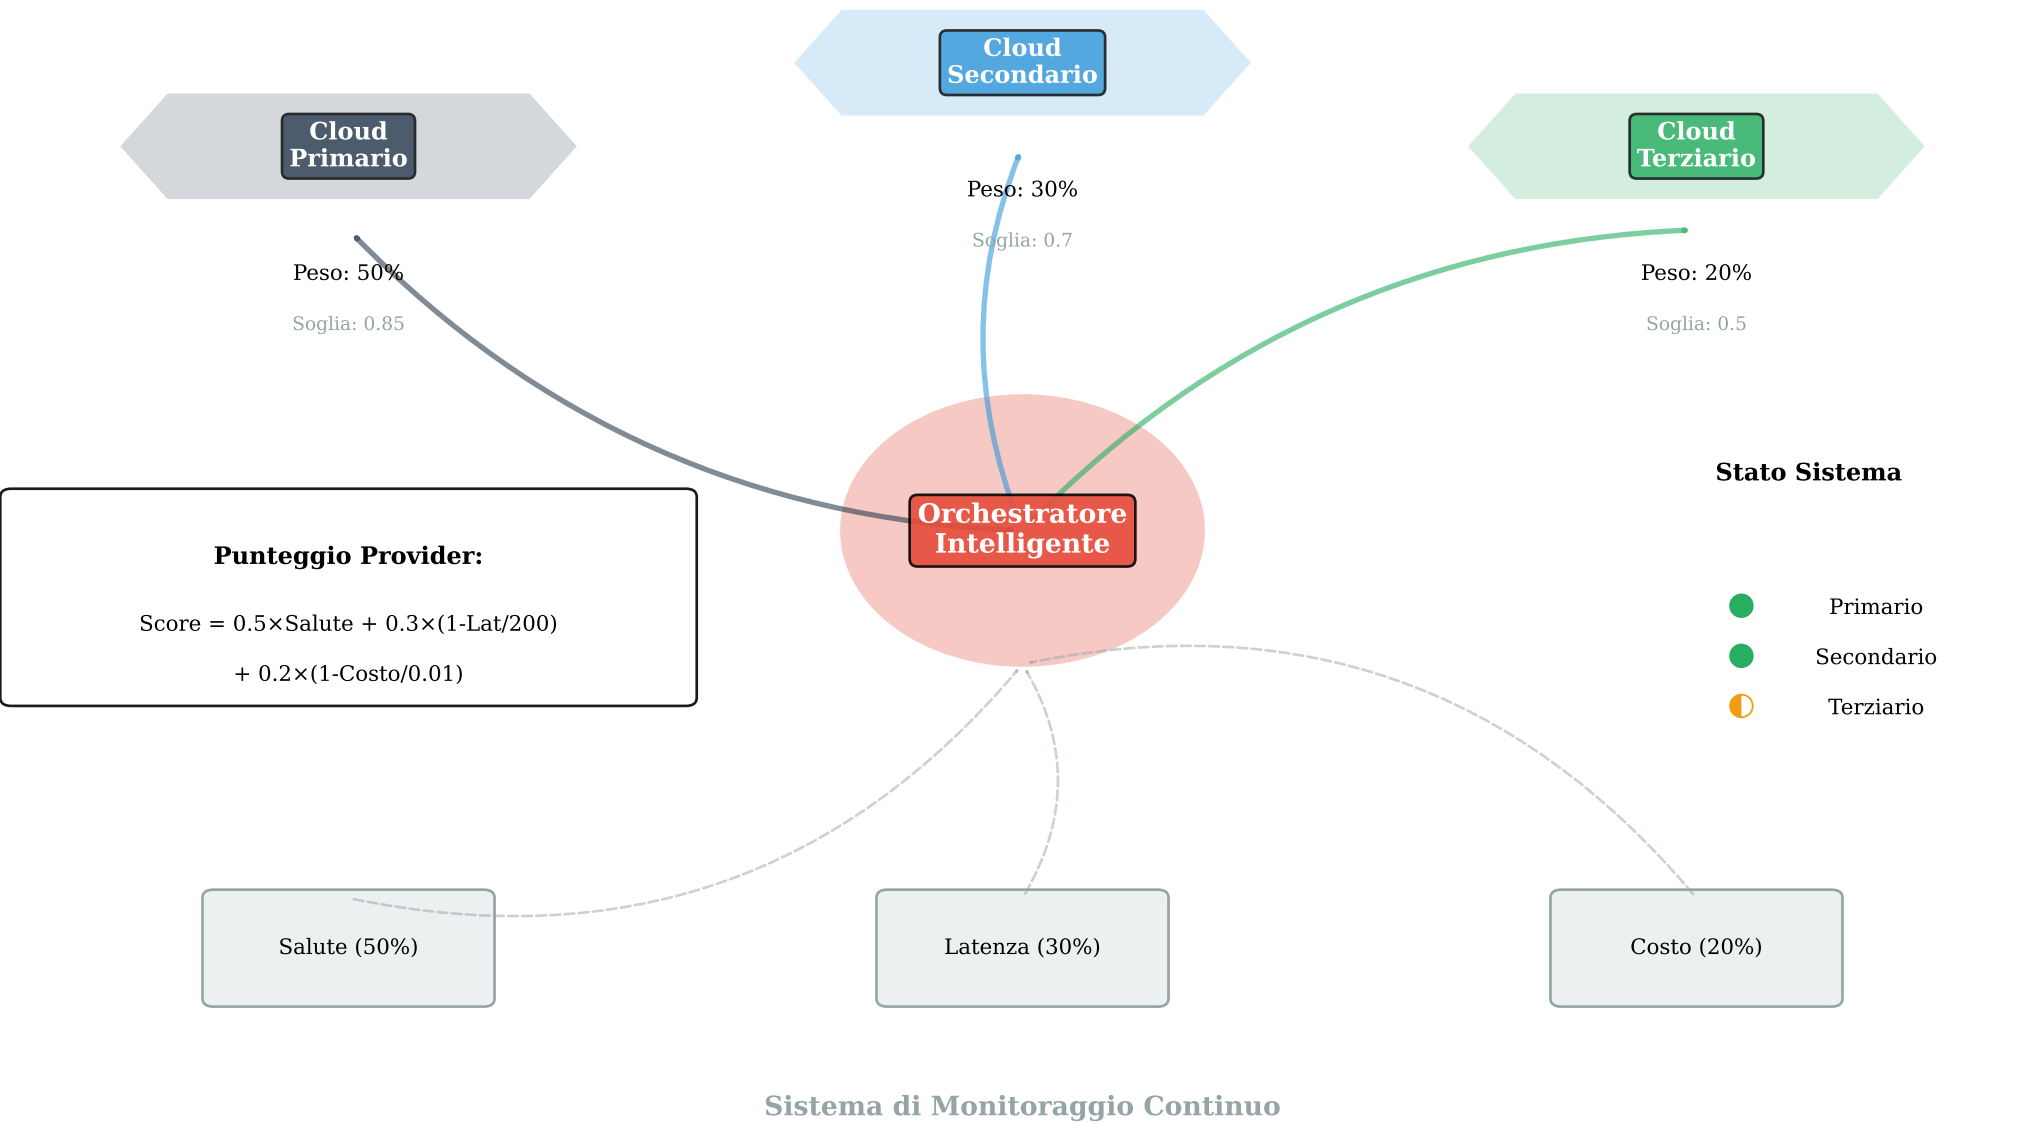 Cloud
Secondario
Cloud
Primario
Cloud
Terziario
Peso: 30%
Soglia: 0.7
Peso: 50%
Soglia: 0.85
Peso: 20%
Soglia: 0.5
Orchestratore
Intelligente
Punteggio Provider:
Score = 0.5×Salute + 0.3×(1-Lat/200)
+ 0.2×(1-Costo/0.01)
Stato Sistema
Primario
Secondario
Terziario
Salute (50%)
Latenza (30%)
Costo (20%)
Sistema di Monitoraggio Continuo